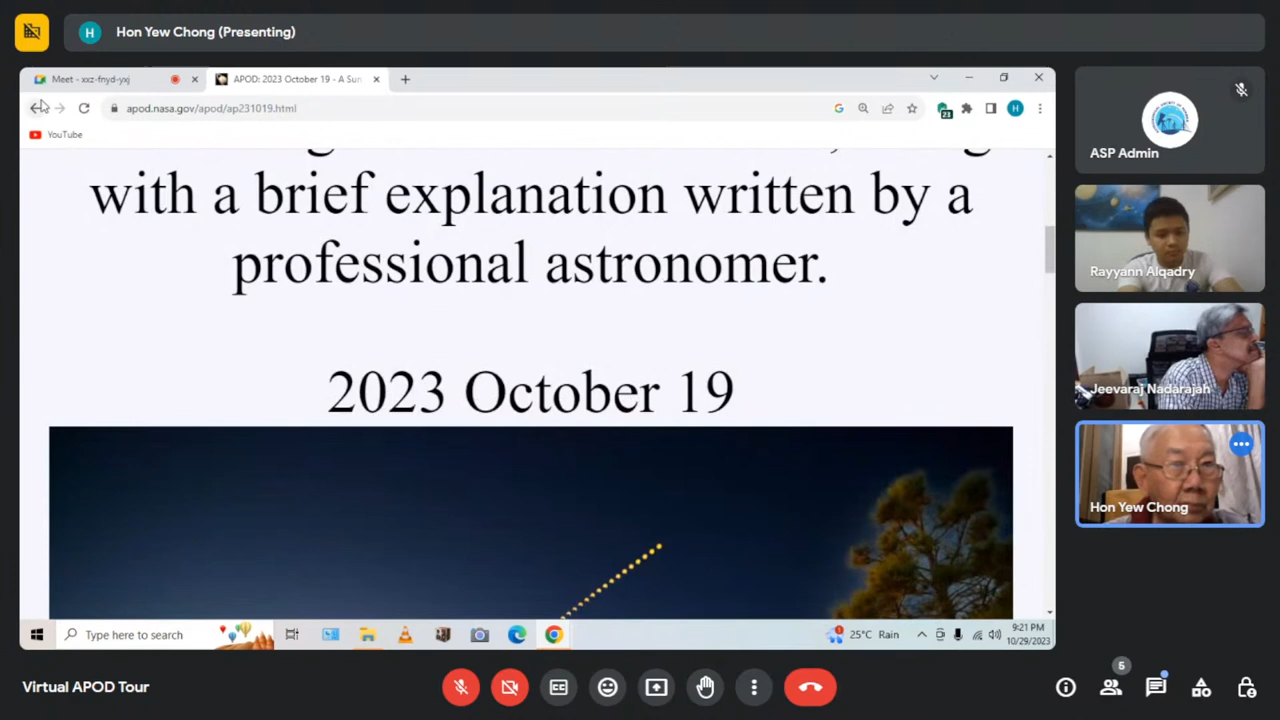 H
Hon Yew Chong (Presenting)
Meet - xxz-fnyd-yxj
APOD: 2023 October 19 - A Sun
apod.nasa.gov/apod/ap231019.html
G
23
H
YouTube
with a brief explanation written by a
professional astronomer.
2023 October 19
Type here to search
25°C Rain
9:21 PM
10/29/2023
ASP Admin
Rayyann Alqadry
Jeevaraj Nadarajah
Hon Yew Chong
Virtual APOD Tour
CC
5